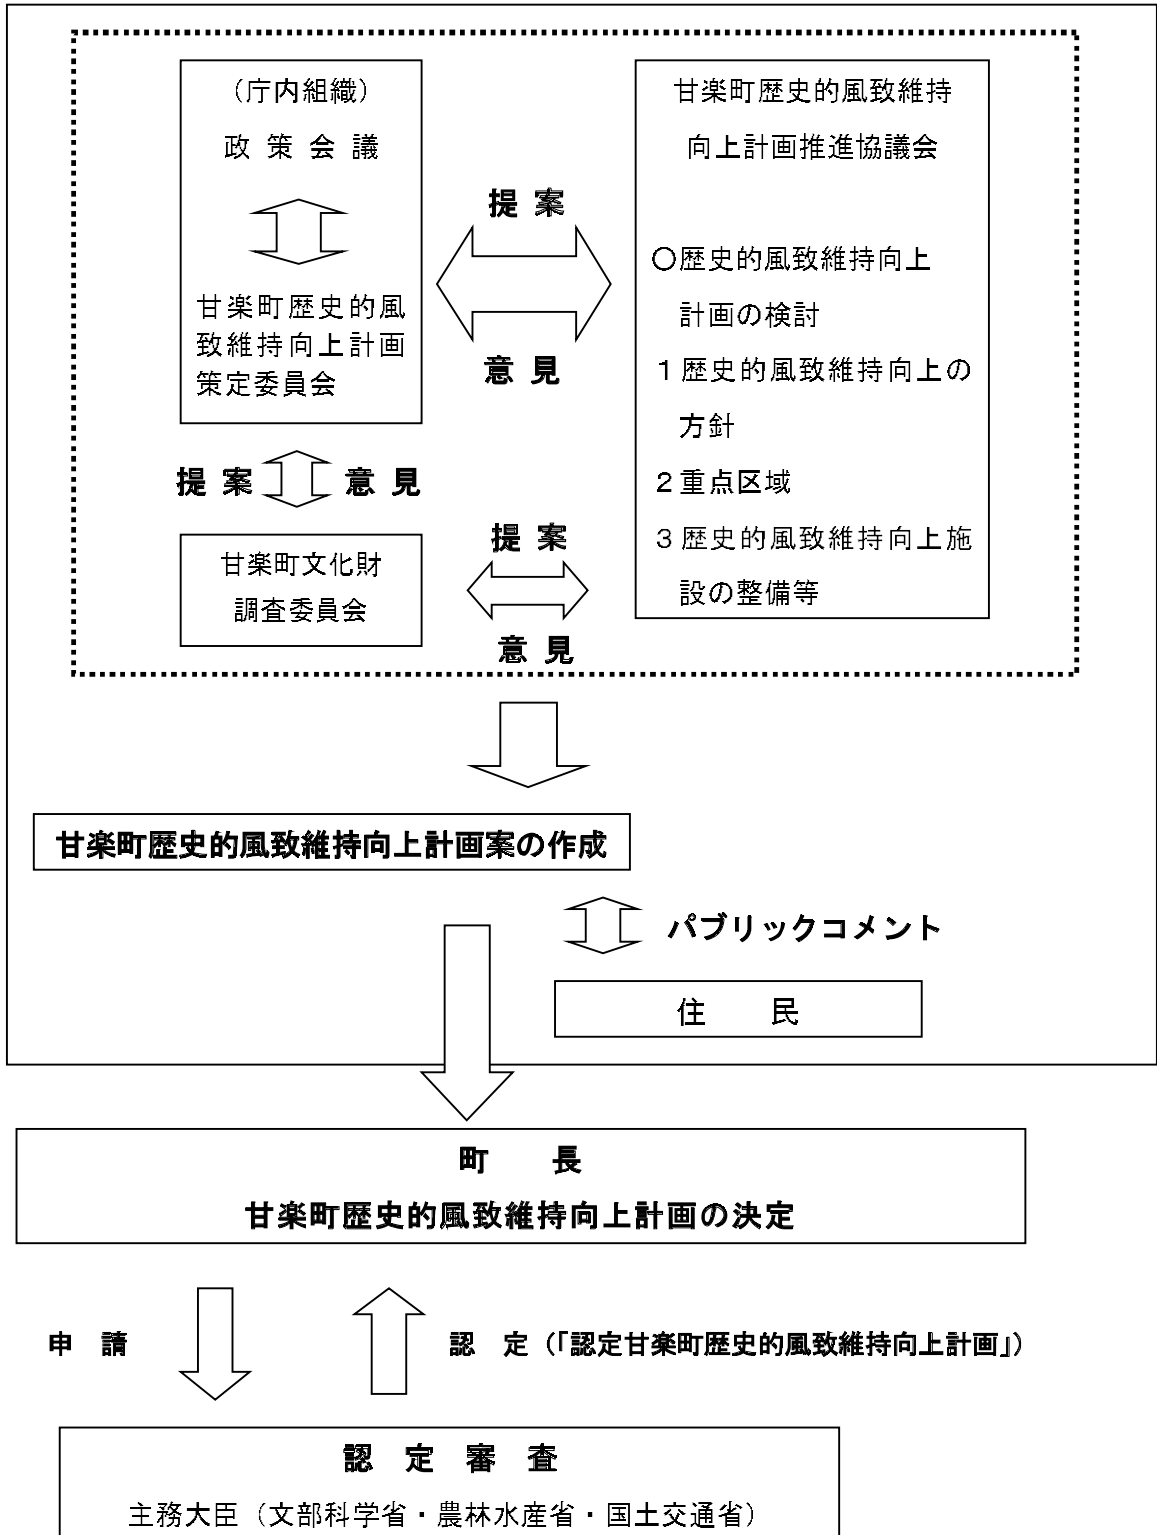 （庁内組織）
政策会議
甘楽町歴史的風
致維持向上計画
策定委員会
提案
意見
甘楽町歴史的風致維持
向上計画推進協議会
○歴史的風致維持向上
計画の検討
１歴史的風致維持向上の
方針
２重点区域
３歴史的風致維持向上施
設の整備等
提案 意見
甘楽町文化財
調査委員会
提案
意見
甘楽町歴史的風致維持向上計画案の作成
パブリックコメント
住　民
町　長
甘楽町歴史的風致維持向上計画の決定
申　請
認　定（「認定甘楽町歴史的風致維持向上計画」）
認　定　審　査
主務大臣（文部科学省・農林水産省・国土交通省）